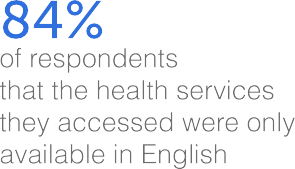 84%
of respondents
that the health services
they accessed were only
available in English